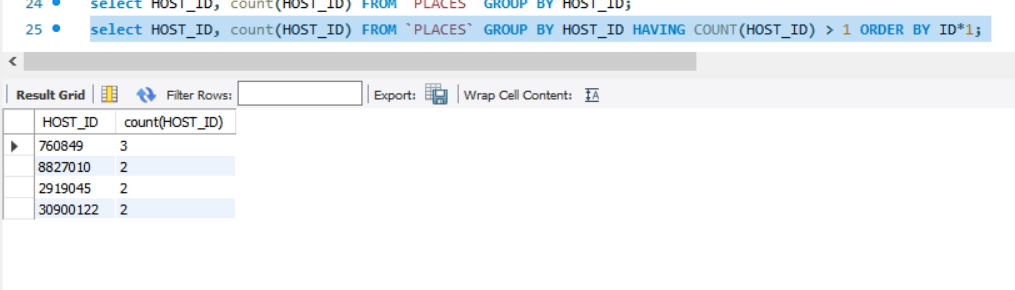 24 select HOST_ID, count(HOST_ID) FROM `PLACES` GROUP BY HOST_ID;
25 select HOST_ID, count(HOST_ID) FROM `PLACES` GROUP BY HOST_ID HAVING COUNT(HOST_ID) > 1 ORDER BY ID*1;
Result Grid Filter Rows: Export: Wrap Cell Content:
HOST_ID count(HOST_ID)
760849 3
8827010 2
2919045 2
30900122 2